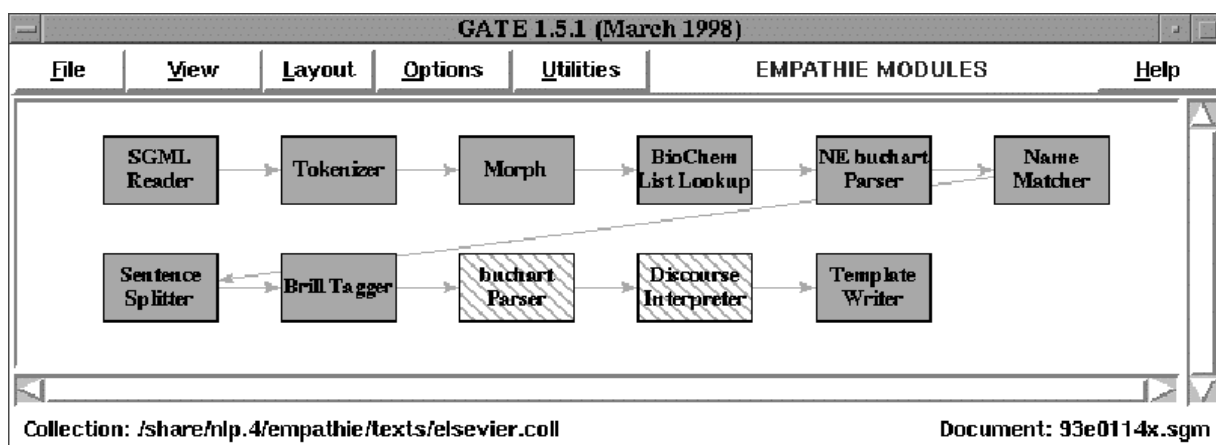 GATE 1.5.1 (March 1998)
File View Layout Options Utilities EMPATHIE MODULES Help
SGML
Reader
Tokenizer
Morph
BioChem
List Lookup
NE buchart
Parser
Name
Matcher
Sentence
Splitter
Brill Tagger
buchart
Parser
Discourse
Interpreter
Template
Writer
Collection: /share/nlp.4/empathie/texts/elsevier.coll Document: 93e0114x.sgm